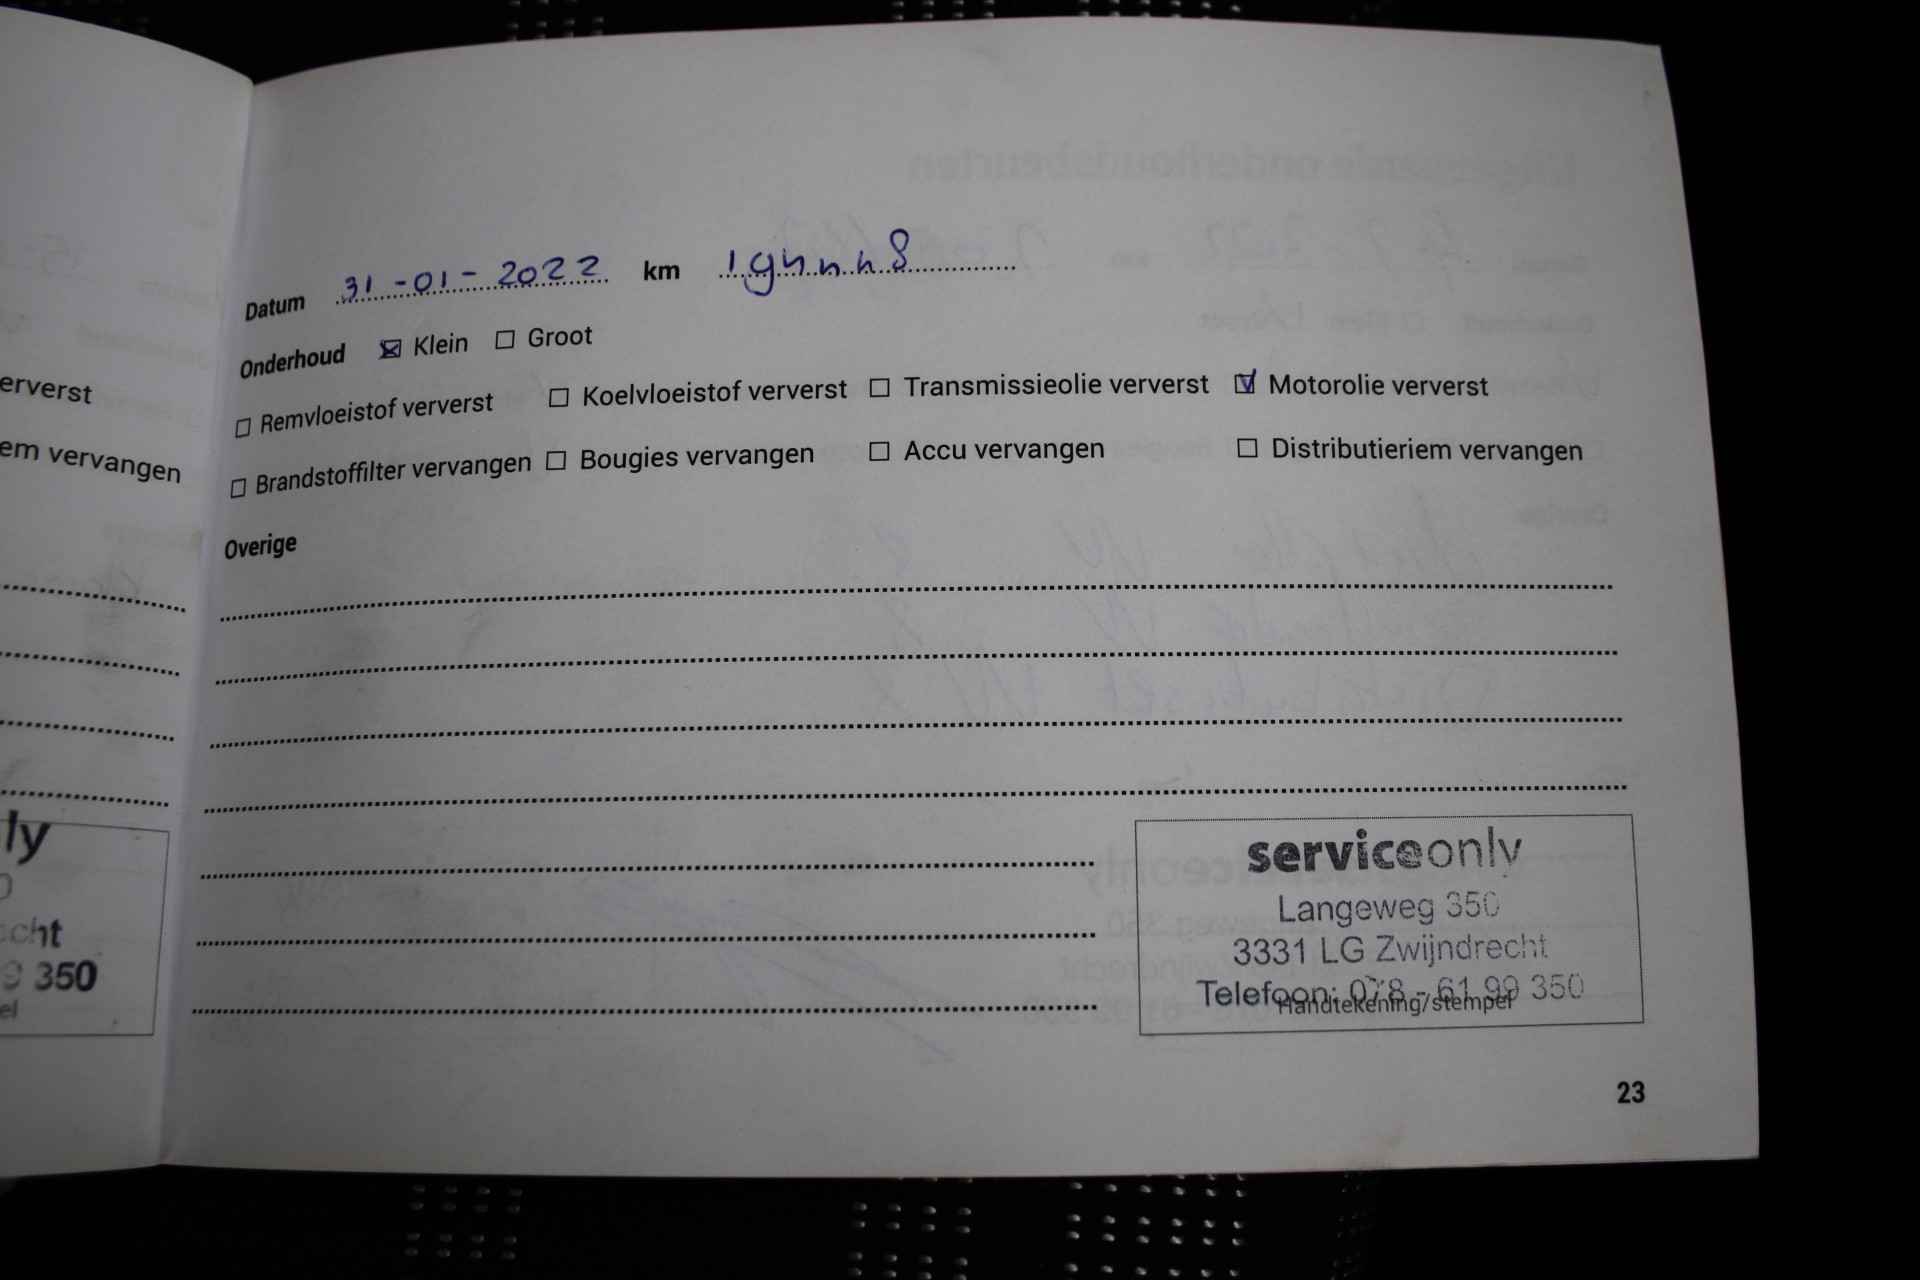 erverst
em vervangen
ly
cht
9 350
el
Datum 31-01-2022 km
Onderhoud ☒ Klein ☐ Groot
☐ Remvloeistof ververst ☐ Koelvloeistof ververst ☐ Transmissieolie ververst ☑ Motorolie ververst
☐ Brandstoffilter vervangen ☐ Bougies vervangen ☐ Accu vervangen ☐ Distributieriem vervangen
Overige
serviceonly
Langeweg 350
3331 LG Zwijndrecht
Telefoon: 078 - 61 99 350
Handtekening/stempel
23